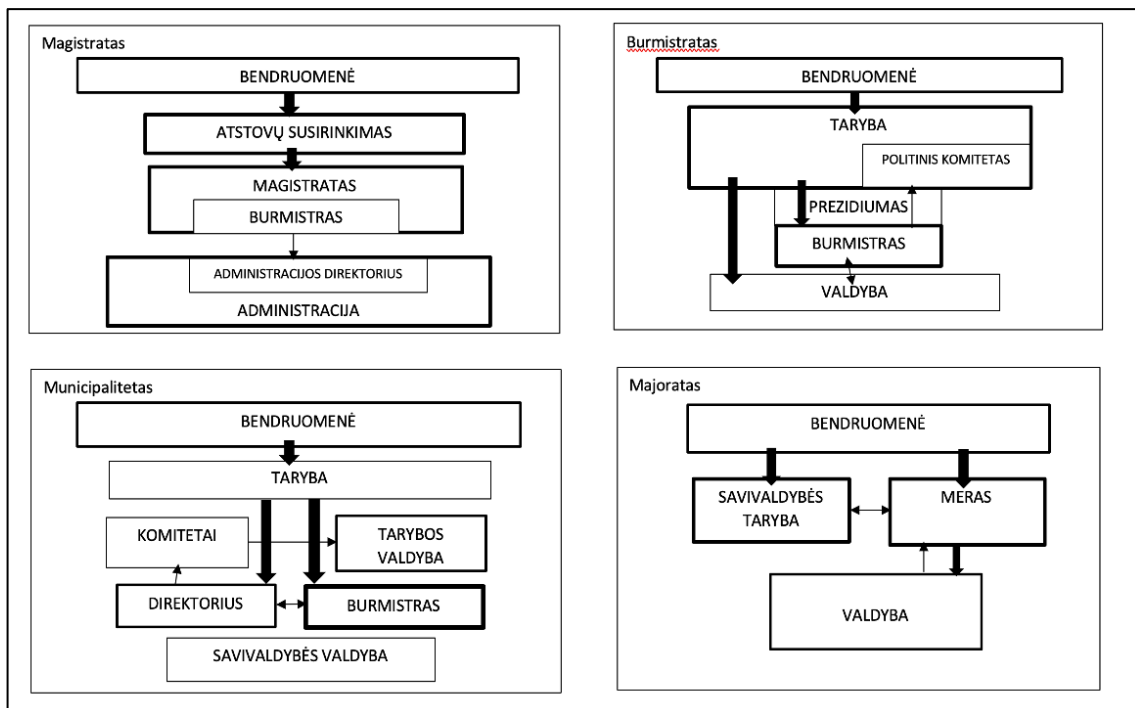 Magistratas
BENDRUOMENĖ
ATSTOVŲ SUSIRINKIMAS
MAGISTRATAS
BURMISTRAS
ADMINISTRACIJOS DIREKTORIUS
ADMINISTRACIJA
Burmistratas
BENDRUOMENĖ
TARYBA
POLITINIS KOMITETAS
PREZIDIUMAS
BURMISTRAS
VALDYBA
Municipalitetas
BENDRUOMENĖ
TARYBA
KOMITETAI
TARYBOS
VALDYBA
DIREKTORIUS
BURMISTRAS
SAVIVALDYBĖS VALDYBA
Majoratas
BENDRUOMENĖ
SAVIVALDYBĖS
TARYBA
MERAS
VALDYBA